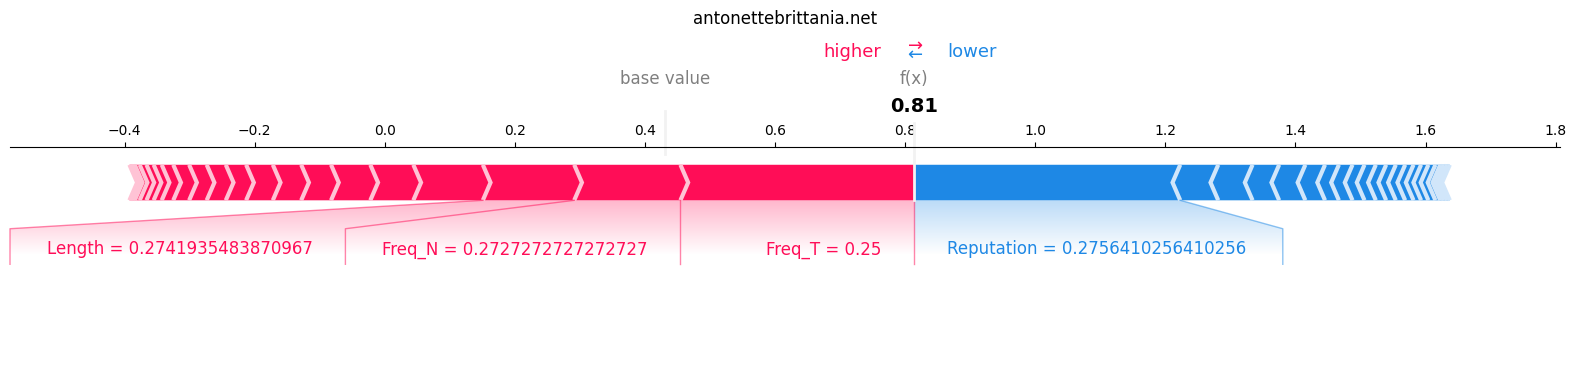 antonettebrittania.net
higher ⇄ lower
base value f(x)
0.81
−0.4 −0.2 0.0 0.2 0.4 0.6 0.8 1.0 1.2 1.4 1.6 1.8
Length = 0.2741935483870967 Freq_N = 0.2727272727272727 Freq_T = 0.25 Reputation = 0.2756410256410256